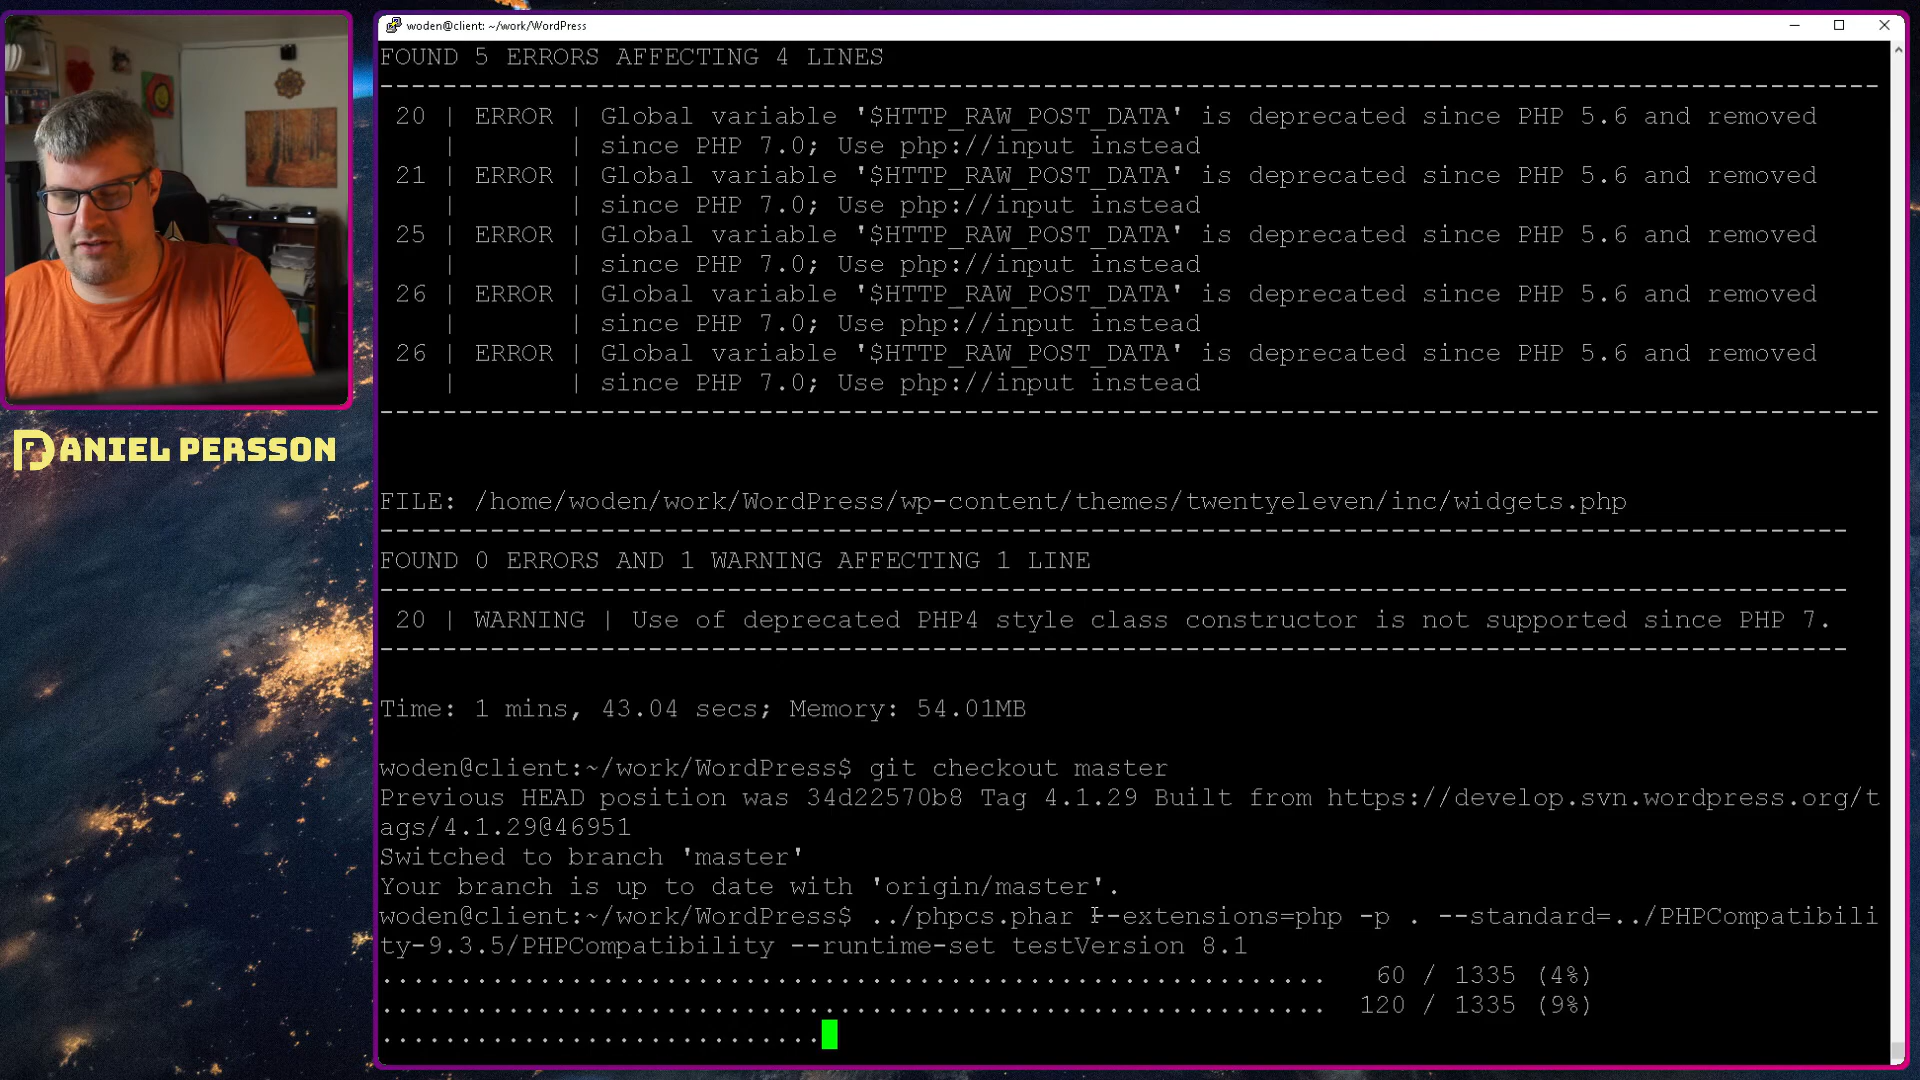 woden@client: ~/work/WordPress
FOUND 5 ERRORS AFFECTING 4 LINES
-----------------------------------------------------------------------------------------------
20 | ERROR | Global variable '$HTTP_RAW_POST_DATA' is deprecated since PHP 5.6 and removed
| | since PHP 7.0; Use php://input instead
21 | ERROR | Global variable '$HTTP_RAW_POST_DATA' is deprecated since PHP 5.6 and removed
| | since PHP 7.0; Use php://input instead
25 | ERROR | Global variable '$HTTP_RAW_POST_DATA' is deprecated since PHP 5.6 and removed
| | since PHP 7.0; Use php://input instead
26 | ERROR | Global variable '$HTTP_RAW_POST_DATA' is deprecated since PHP 5.6 and removed
| | since PHP 7.0; Use php://input instead
26 | ERROR | Global variable '$HTTP_RAW_POST_DATA' is deprecated since PHP 5.6 and removed
| | since PHP 7.0; Use php://input instead
-----------------------------------------------------------------------------------------------
FILE: /home/woden/work/WordPress/wp-content/themes/twentyeleven/inc/widgets.php
---------------------------------------------------------------------------------------------
FOUND 0 ERRORS AND 1 WARNING AFFECTING 1 LINE
---------------------------------------------------------------------------------------------
20 | WARNING | Use of deprecated PHP4 style class constructor is not supported since PHP 7.
---------------------------------------------------------------------------------------------
Time: 1 mins, 43.04 secs; Memory: 54.01MB
woden@client:~/work/WordPress$ git checkout master
Previous HEAD position was 34d22570b8 Tag 4.1.29 Built from https://develop.svn.wordpress.org/t
ags/4.1.29@46951
Switched to branch 'master'
Your branch is up to date with 'origin/master'.
woden@client:~/work/WordPress$ ../phpcs.phar --extensions=php -p . --standard=../PHPCompatibili
ty-9.3.5/PHPCompatibility --runtime-set testVersion 8.1
............................................................ 60 / 1335 (4%)
............................................................ 120 / 1335 (9%)
............................
DANIEL PERSSON